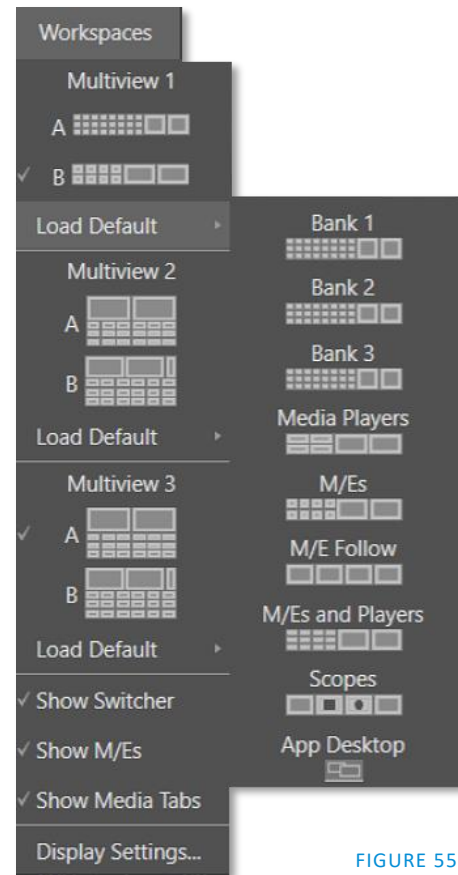 Workspaces
Multiview 1
A
✓ B
Load Default
Multiview 2
A
B
Load Default
Multiview 3
✓ A
B
Load Default
✓ Show Switcher
✓ Show M/Es
✓ Show Media Tabs
Display Settings...
Bank 1
Bank 2
Bank 3
Media Players
M/Es
M/E Follow
M/Es and Players
Scopes
App Desktop
FIGURE 55